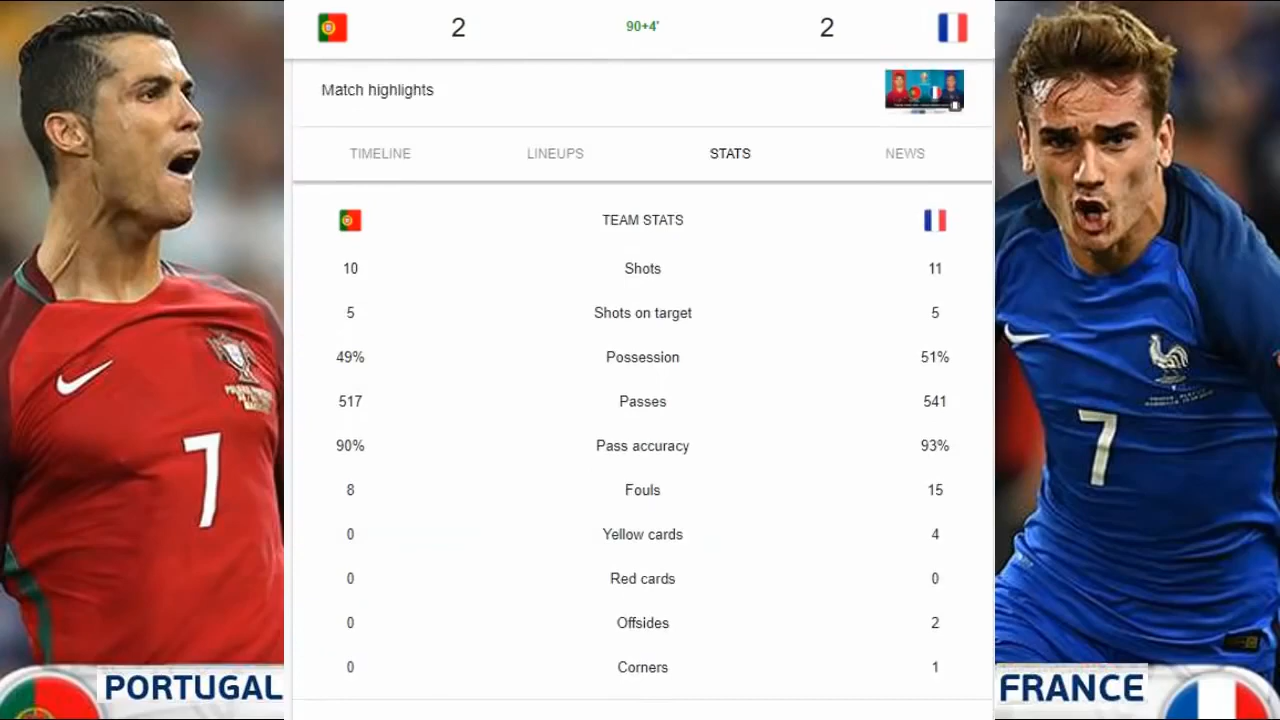 2 90+4' 2
Match highlights
TIMELINE LINEUPS STATS NEWS
TEAM STATS
10 Shots 11
5 Shots on target 5
49% Possession 51%
517 Passes 541
90% Pass accuracy 93%
8 Fouls 15
0 Yellow cards 4
0 Red cards 0
0 Offsides 2
0 Corners 1
7
7
PORTUGAL
FRANCE